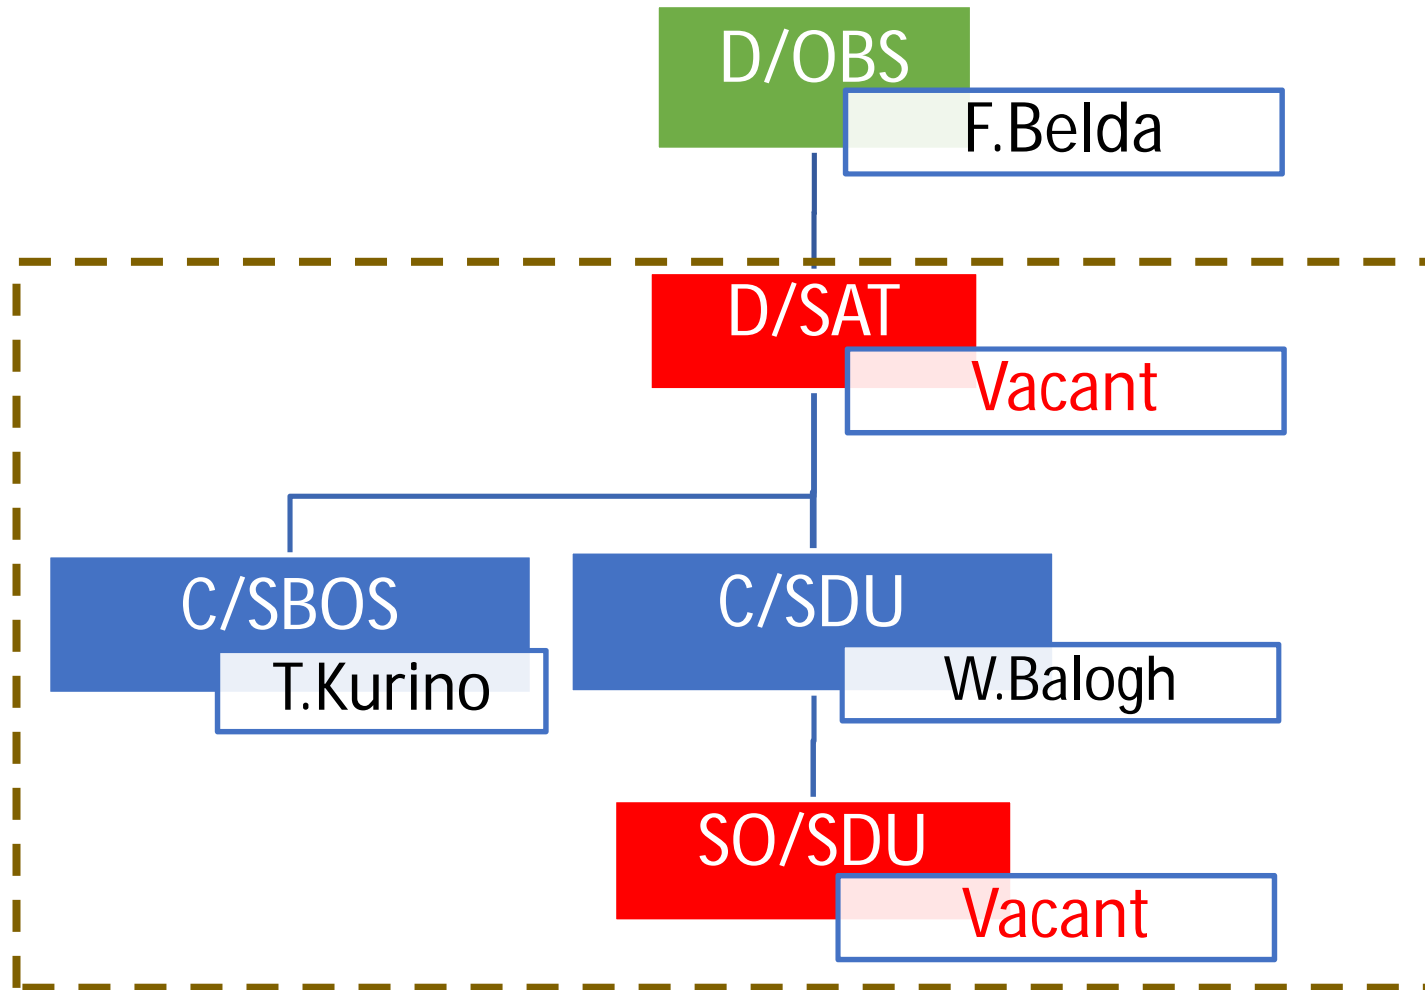 D/OBS
F.Belda
D/SAT
Vacant
C/SBOS
T.Kurino
C/SDU
W.Balogh
SO/SDU
Vacant